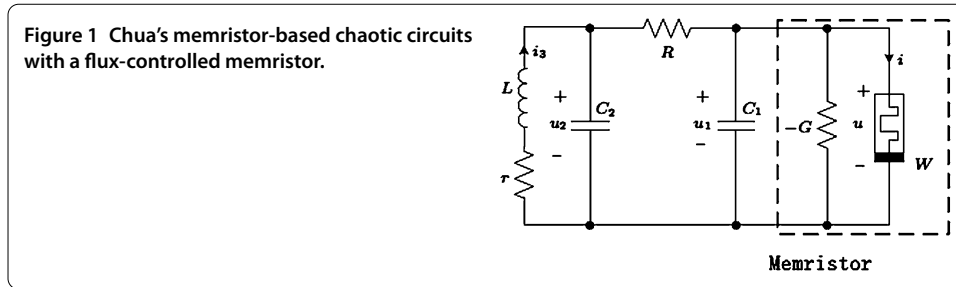 Figure 1 Chua's memristor-based chaotic circuits
with a flux-controlled memristor.
i₃
R
i
L
+
C₂
u₂
−
+
C₁
u₁
−
−G
+
u
−
W
r
Memristor